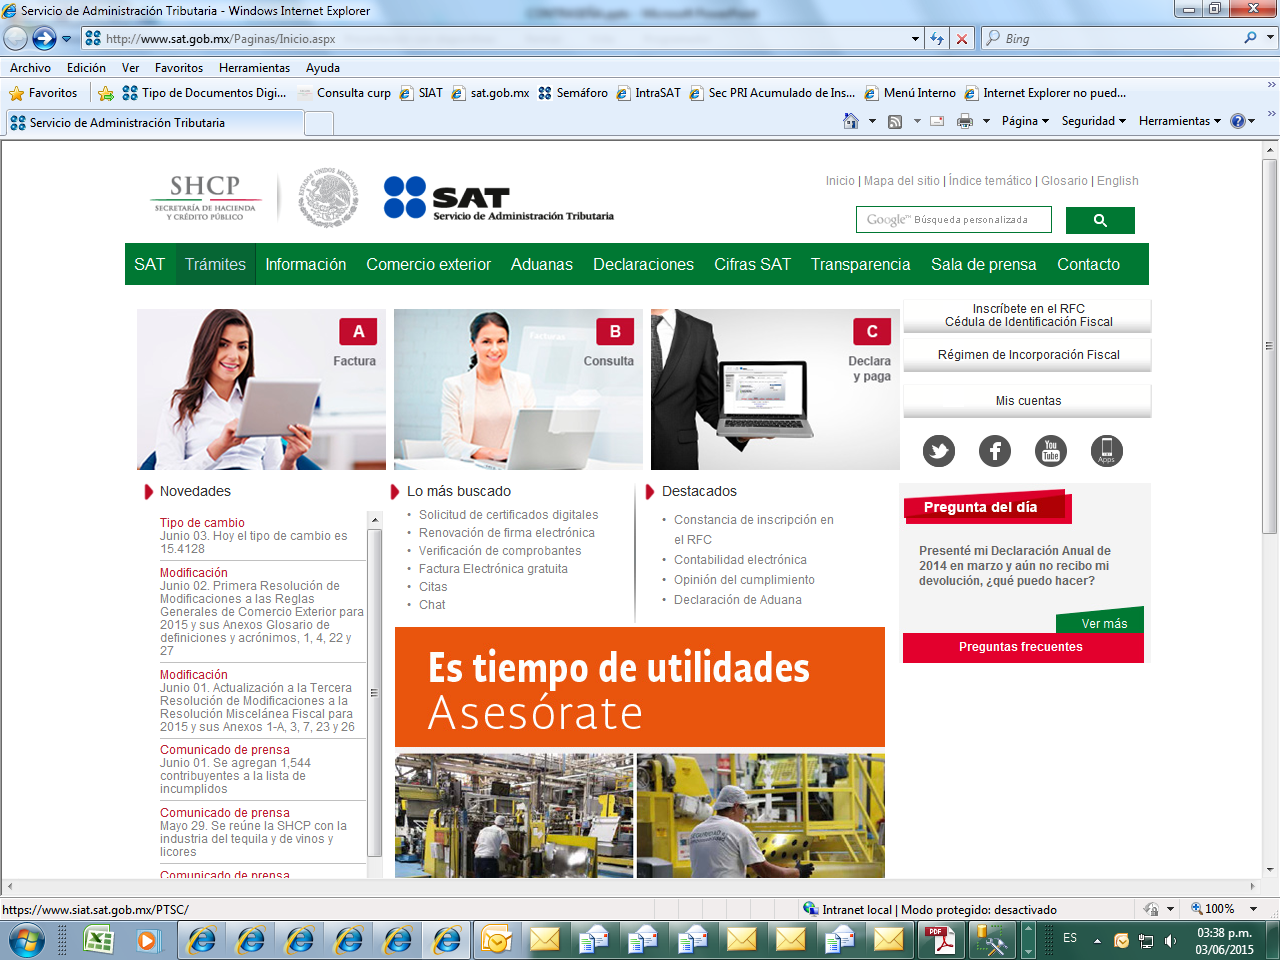 Servicio de Administración Tributaria - Windows Internet Explorer
http://www.sat.gob.mx/Paginas/Inicio.aspx
Bing
Archivo Edición Ver Favoritos Herramientas Ayuda
Favoritos Tipo de Documentos Digi... Consulta curp SIAT sat.gob.mx Semáforo IntraSAT Sec PRI Acumulado de Ins... Menú Interno Internet Explorer no pued...
Servicio de Administración Tributaria
Página Seguridad Herramientas
SHCP
SECRETARÍA DE HACIENDA
Y CRÉDITO PÚBLICO
ESTADOS UNIDOS MEXICANOS
SAT
Servicio de Administración Tributaria
Inicio | Mapa del sitio | Índice temático | Glosario | English
Google™ Búsqueda personalizada
SAT Trámites Información Comercio exterior Aduanas Declaraciones Cifras SAT Transparencia Sala de prensa Contacto
A
Factura
Facturas
B
Consulta
C
Declara
y paga
Inscríbete en el RFC
Cédula de Identificación Fiscal
Régimen de Incorporación Fiscal
Mis cuentas
You
Tube
Apps
Novedades
Tipo de cambio
Junio 03. Hoy el tipo de cambio es
15.4128
Modificación
Junio 02. Primera Resolución de
Modificaciones a las Reglas
Generales de Comercio Exterior para
2015 y sus Anexos Glosario de
definiciones y acrónimos, 1, 4, 22 y
27
Modificación
Junio 01. Actualización a la Tercera
Resolución de Modificaciones a la
Resolución Miscelánea Fiscal para
2015 y sus Anexos 1-A, 3, 7, 23 y 26
Comunicado de prensa
Junio 01. Se agregan 1,544
contribuyentes a la lista de
incumplidos
Comunicado de prensa
Mayo 29. Se reúne la SHCP con la
industria del tequila y de vinos y
licores
Comunicado de prensa
Lo más buscado
• Solicitud de certificados digitales
• Renovación de firma electrónica
• Verificación de comprobantes
• Factura Electrónica gratuita
• Citas
• Chat
Destacados
• Constancia de inscripción en
el RFC
• Contabilidad electrónica
• Opinión del cumplimiento
• Declaración de Aduana
Pregunta del día
Presenté mi Declaración Anual de
2014 en marzo y aún no recibo mi
devolución, ¿qué puedo hacer?
Ver más
Preguntas frecuentes
Es tiempo de utilidades
Asesórate
https://www.siat.sat.gob.mx/PTSC/
Intranet local | Modo protegido: desactivado
100%
PDF
ES
03:38 p.m.
03/06/2015